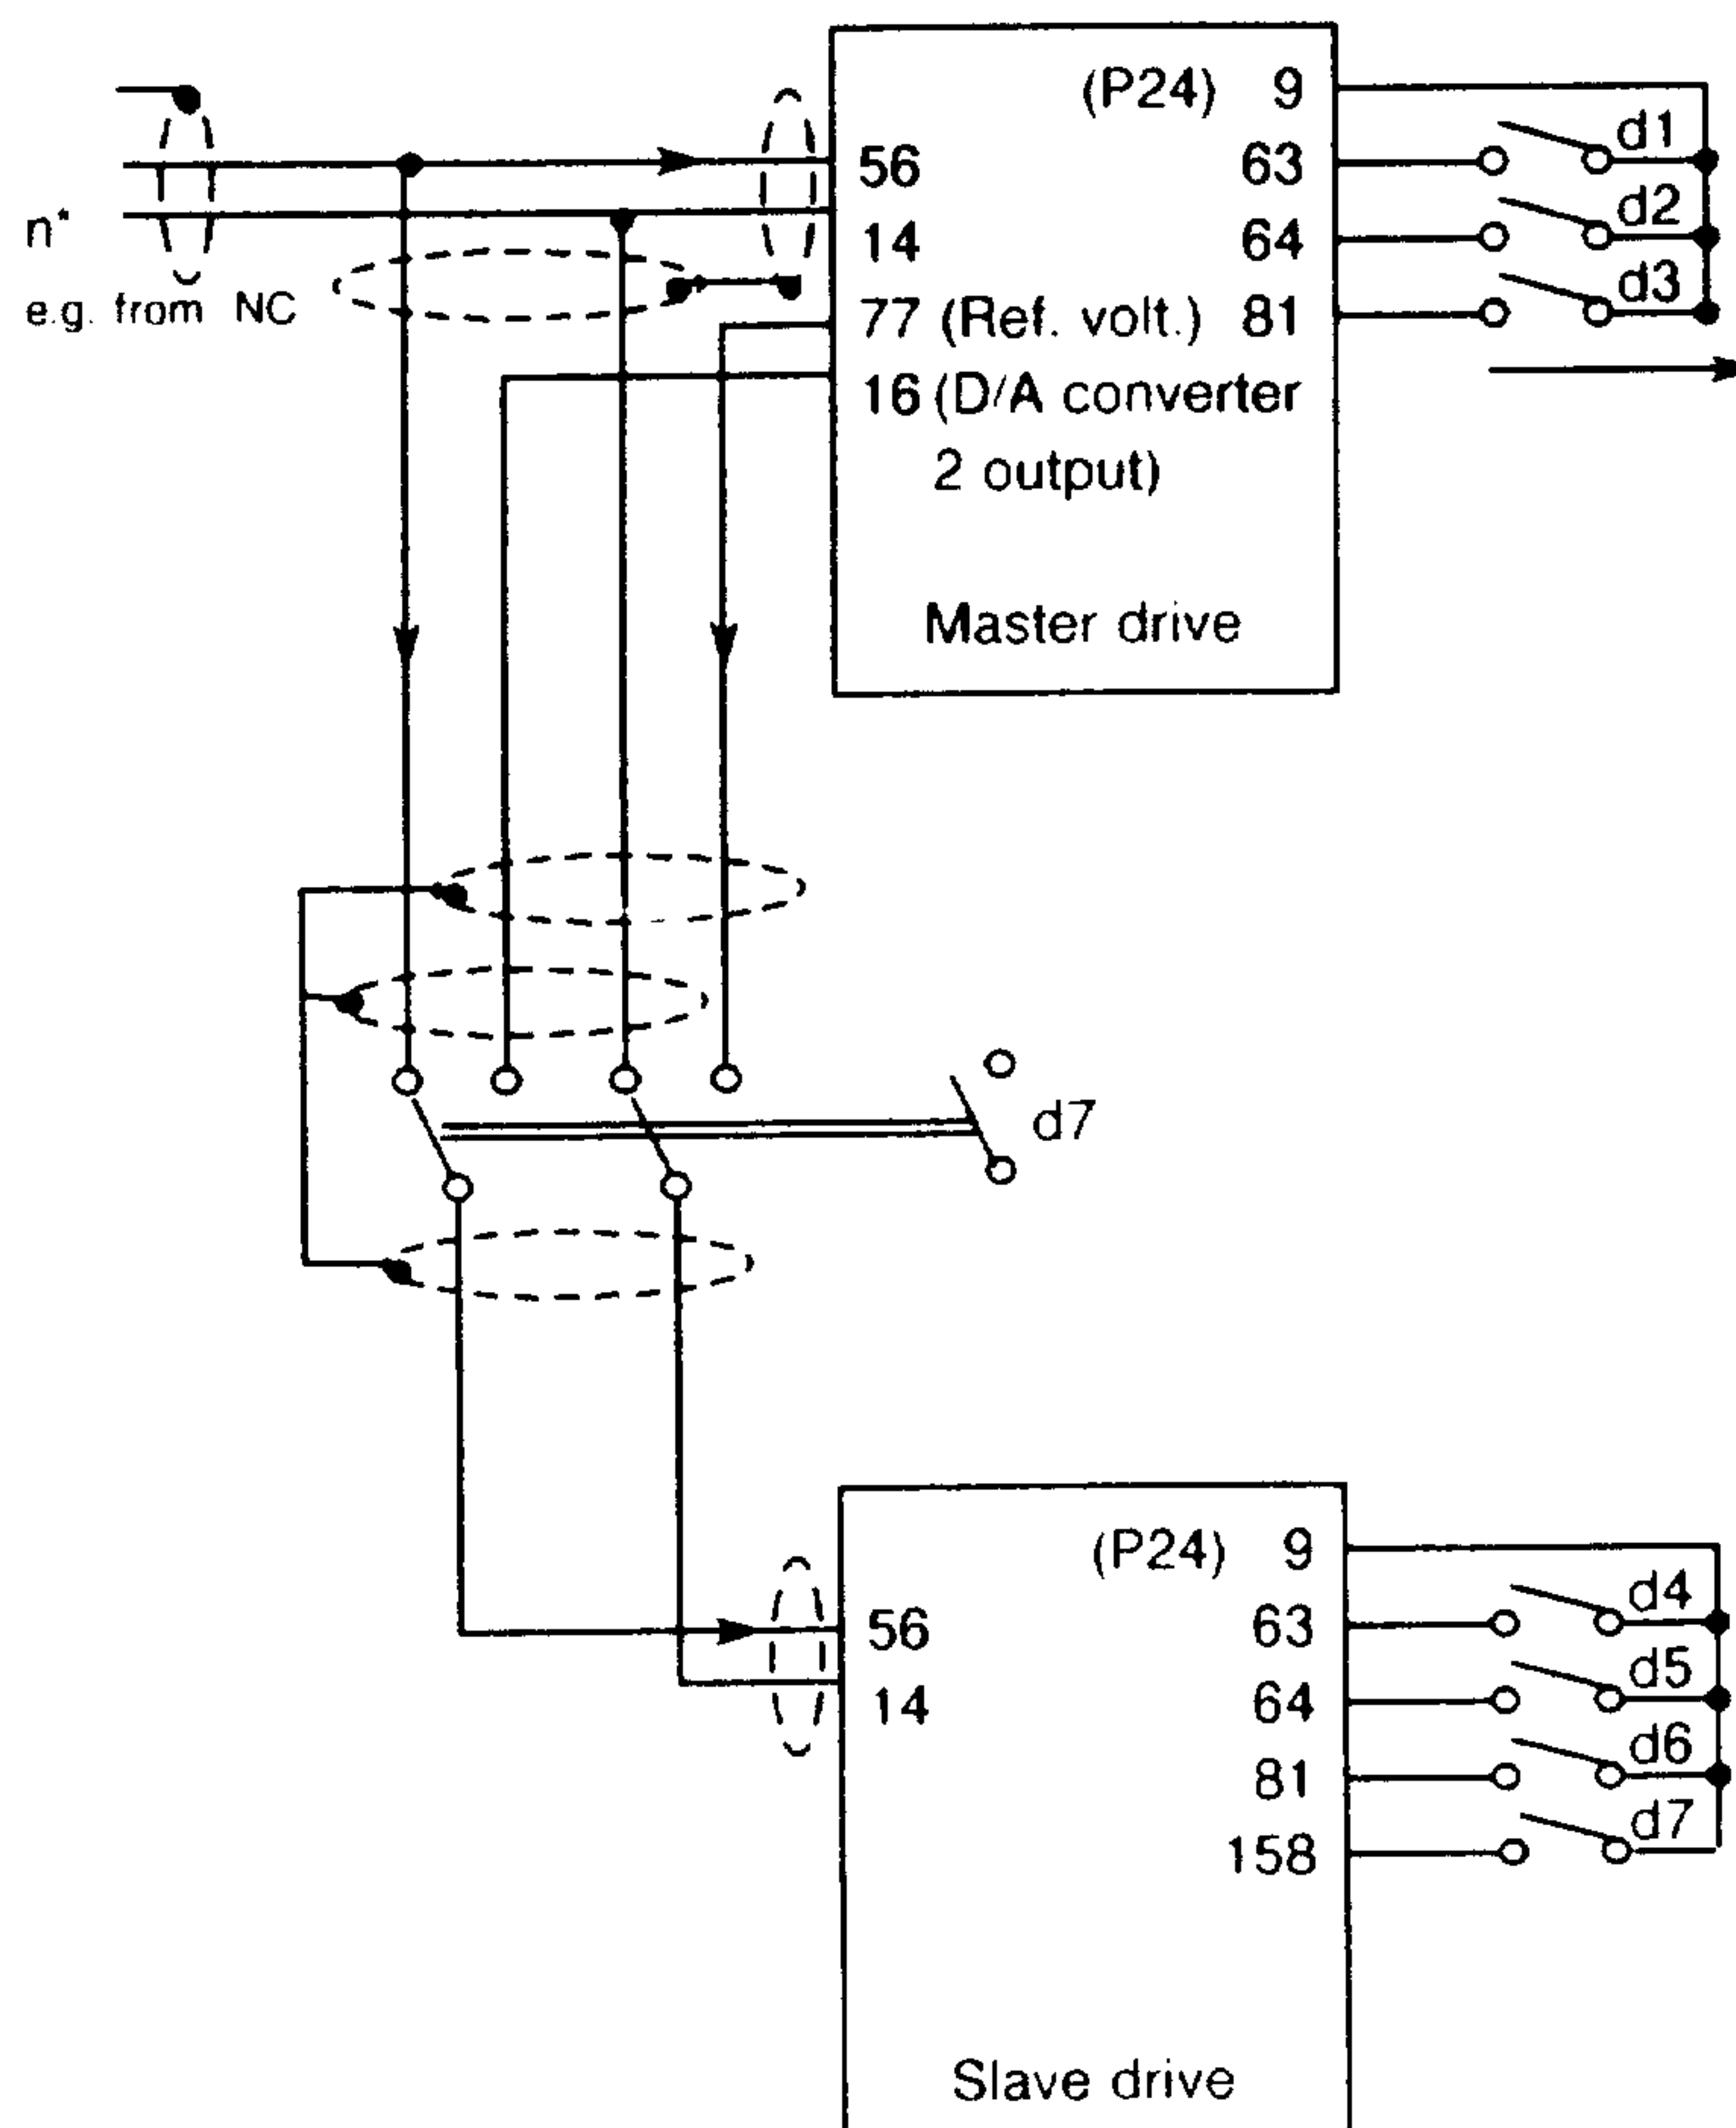 (P24) 9
d1
56 63
n*
d2
14 64
e.g. from NC
d3
77 (Ref. volt.) 81
16 (D/A converter
2 output)
Master drive
d7
(P24) 9
d4
56 63
d5
14 64
d6
81
d7
158
Slave drive